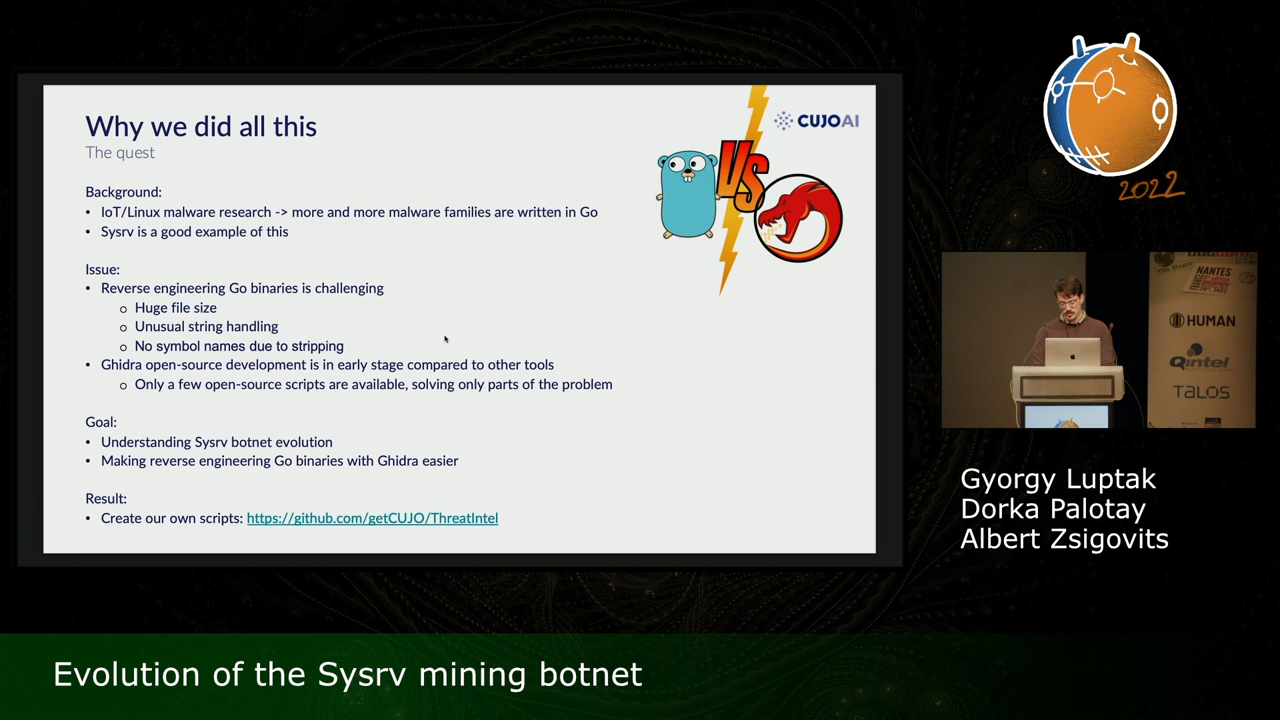 Why we did all this
The quest
CUJOAI
VS
Background:
• IoT/Linux malware research -> more and more malware families are written in Go
• Sysrv is a good example of this
Issue:
• Reverse engineering Go binaries is challenging
o Huge file size
o Unusual string handling
o No symbol names due to stripping
• Ghidra open-source development is in early stage compared to other tools
o Only a few open-source scripts are available, solving only parts of the problem
Goal:
• Understanding Sysrv botnet evolution
• Making reverse engineering Go binaries with Ghidra easier
Result:
• Create our own scripts: https://github.com/getCUJO/ThreatIntel
2022
NANTES
HUMAN
Qintel
TALOS
Gyorgy Luptak
Dorka Palotay
Albert Zsigovits
Evolution of the Sysrv mining botnet